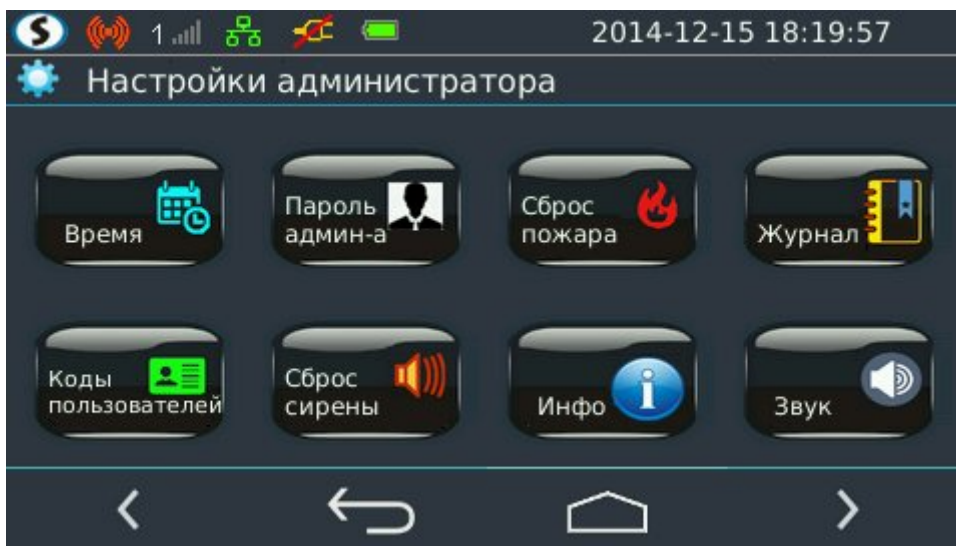 S 1 2014-12-15 18:19:57
Настройки администратора
Время
Пароль
админ-а
Сброс
пожара
Журнал
Коды
пользователей
Сброс
сирены
Инфо
i
Звук